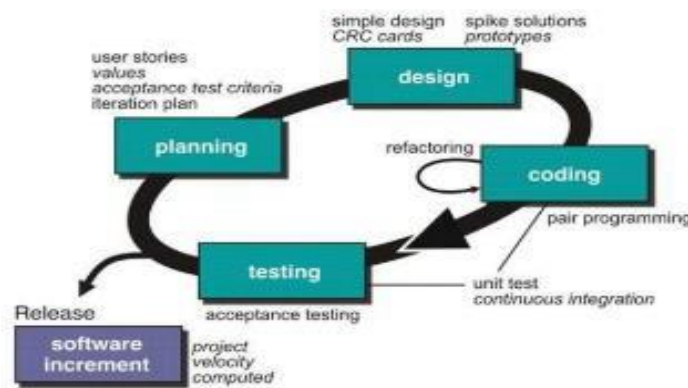 simple design
CRC cards
spike solutions
prototypes
user stories
values
acceptance test criteria
iteration plan
design
planning
refactoring
coding
pair programming
testing
unit test
continuous integration
acceptance testing
Release
software
increment
project
velocity
computed